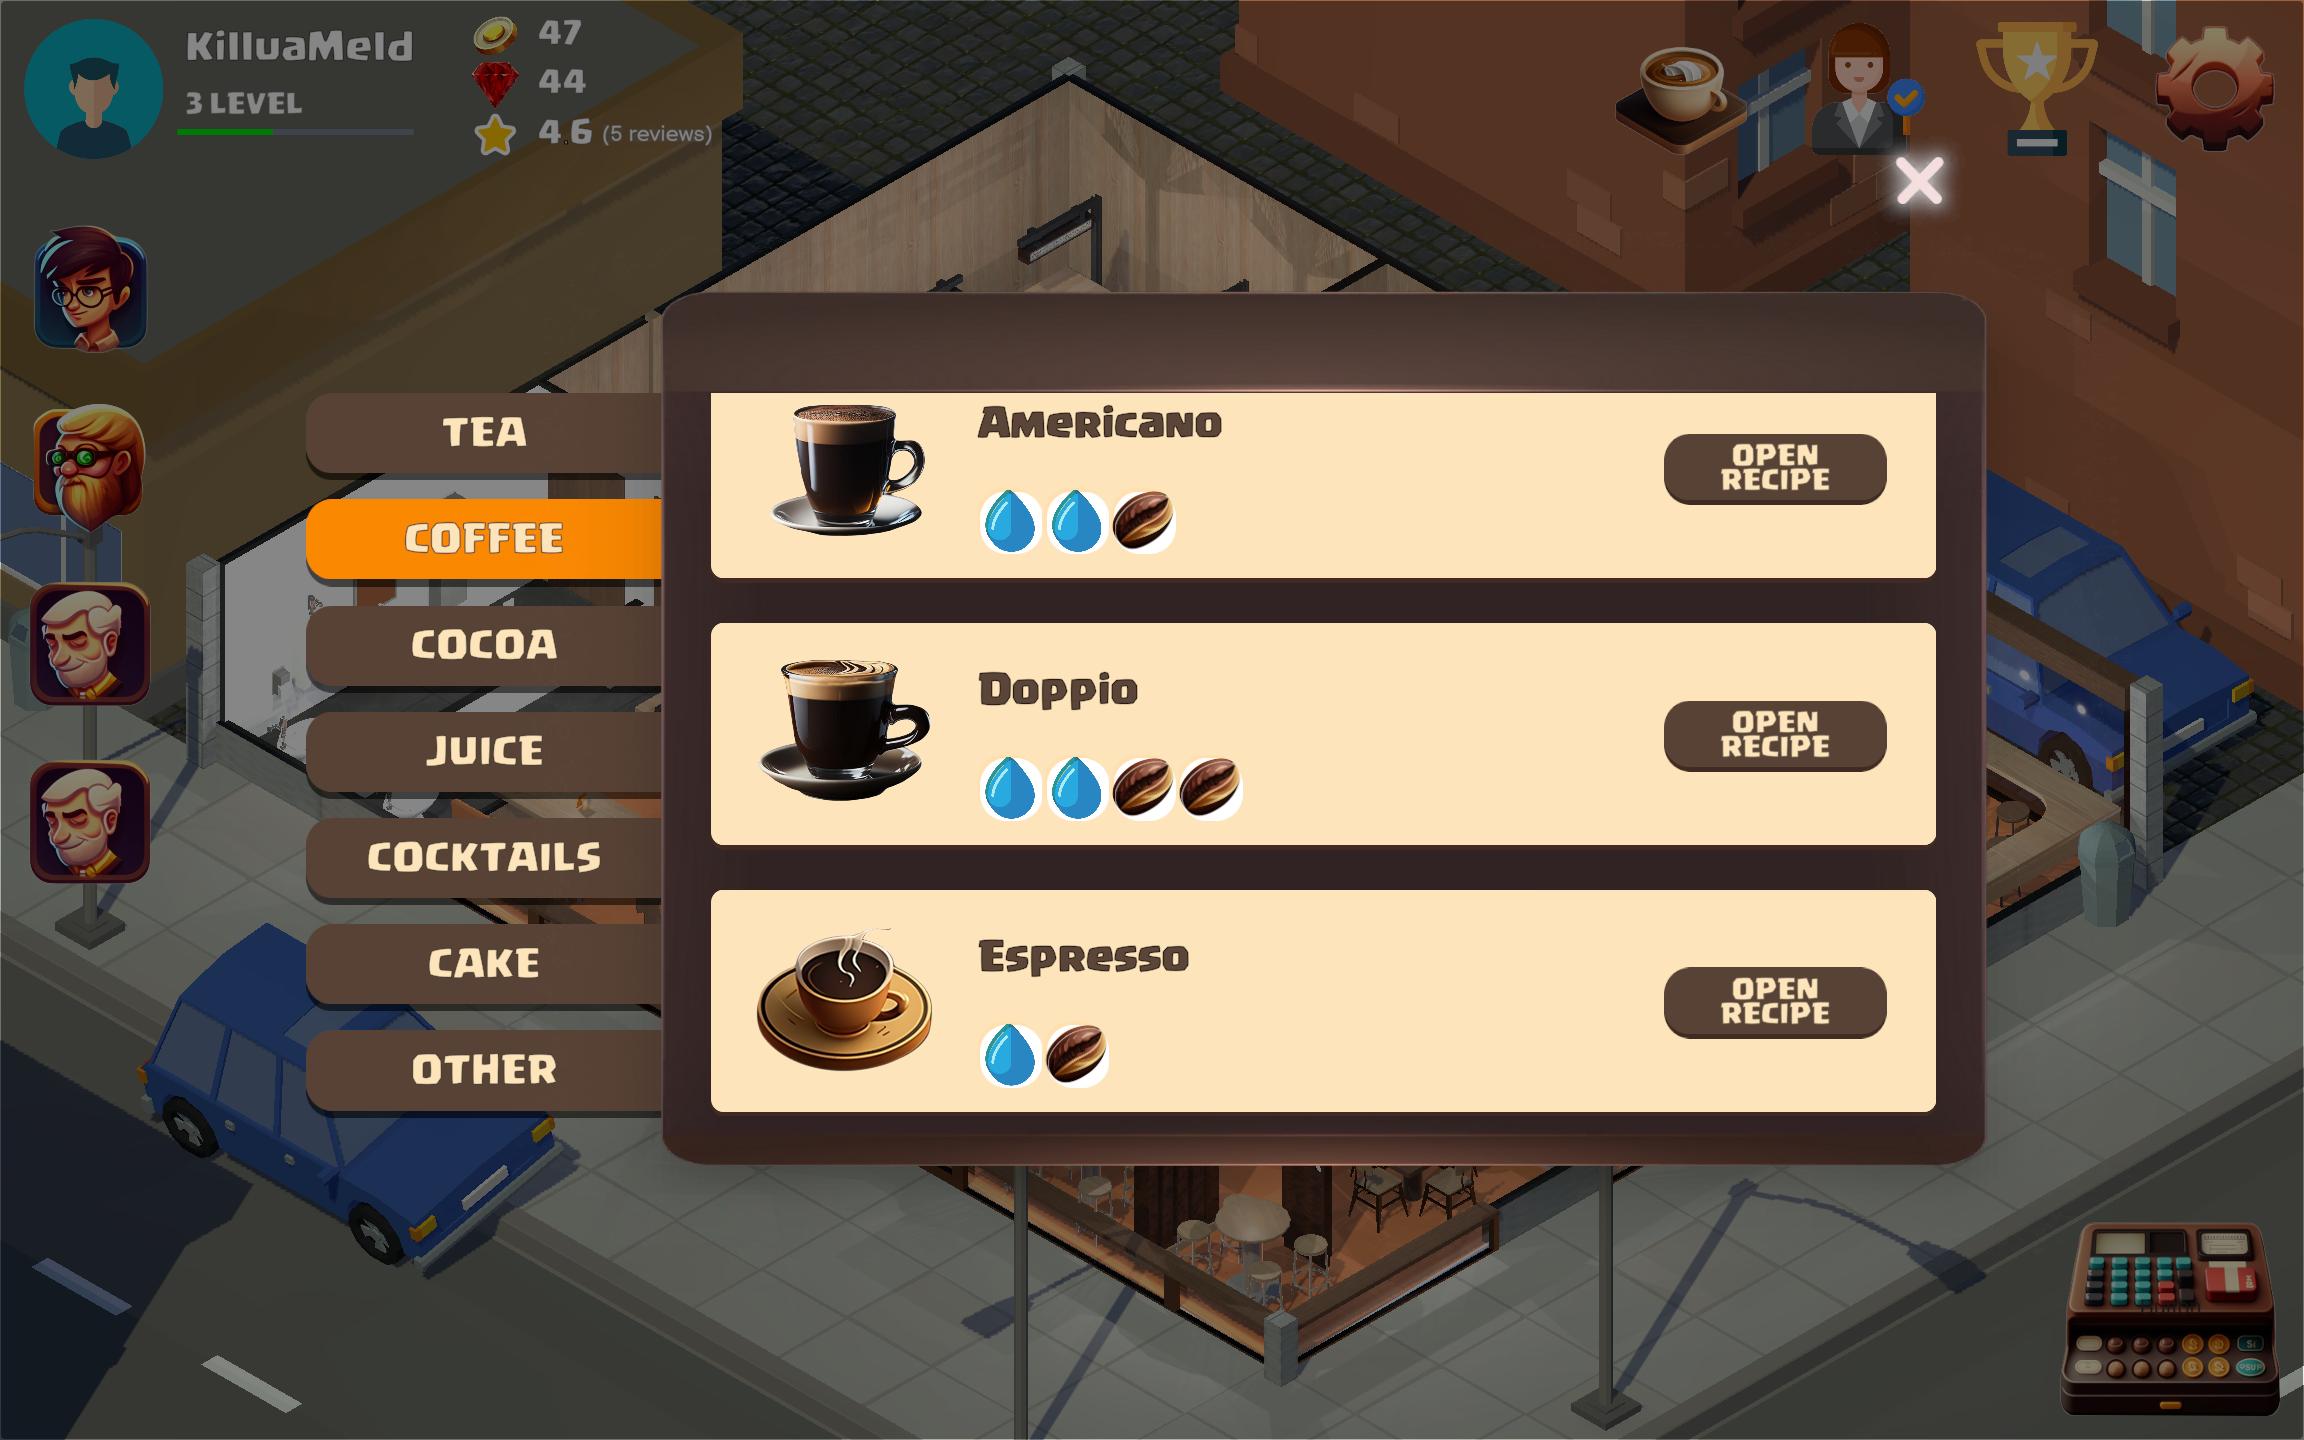 KilluaMeld
3 LEVEL
47
44
4.6 (5 reviews)
TEA
COFFEE
COCOA
JUICE
COCKTAILS
CAKE
OTHER
Americano
OPEN
RECIPE
Doppio
OPEN
RECIPE
Espresso
OPEN
RECIPE